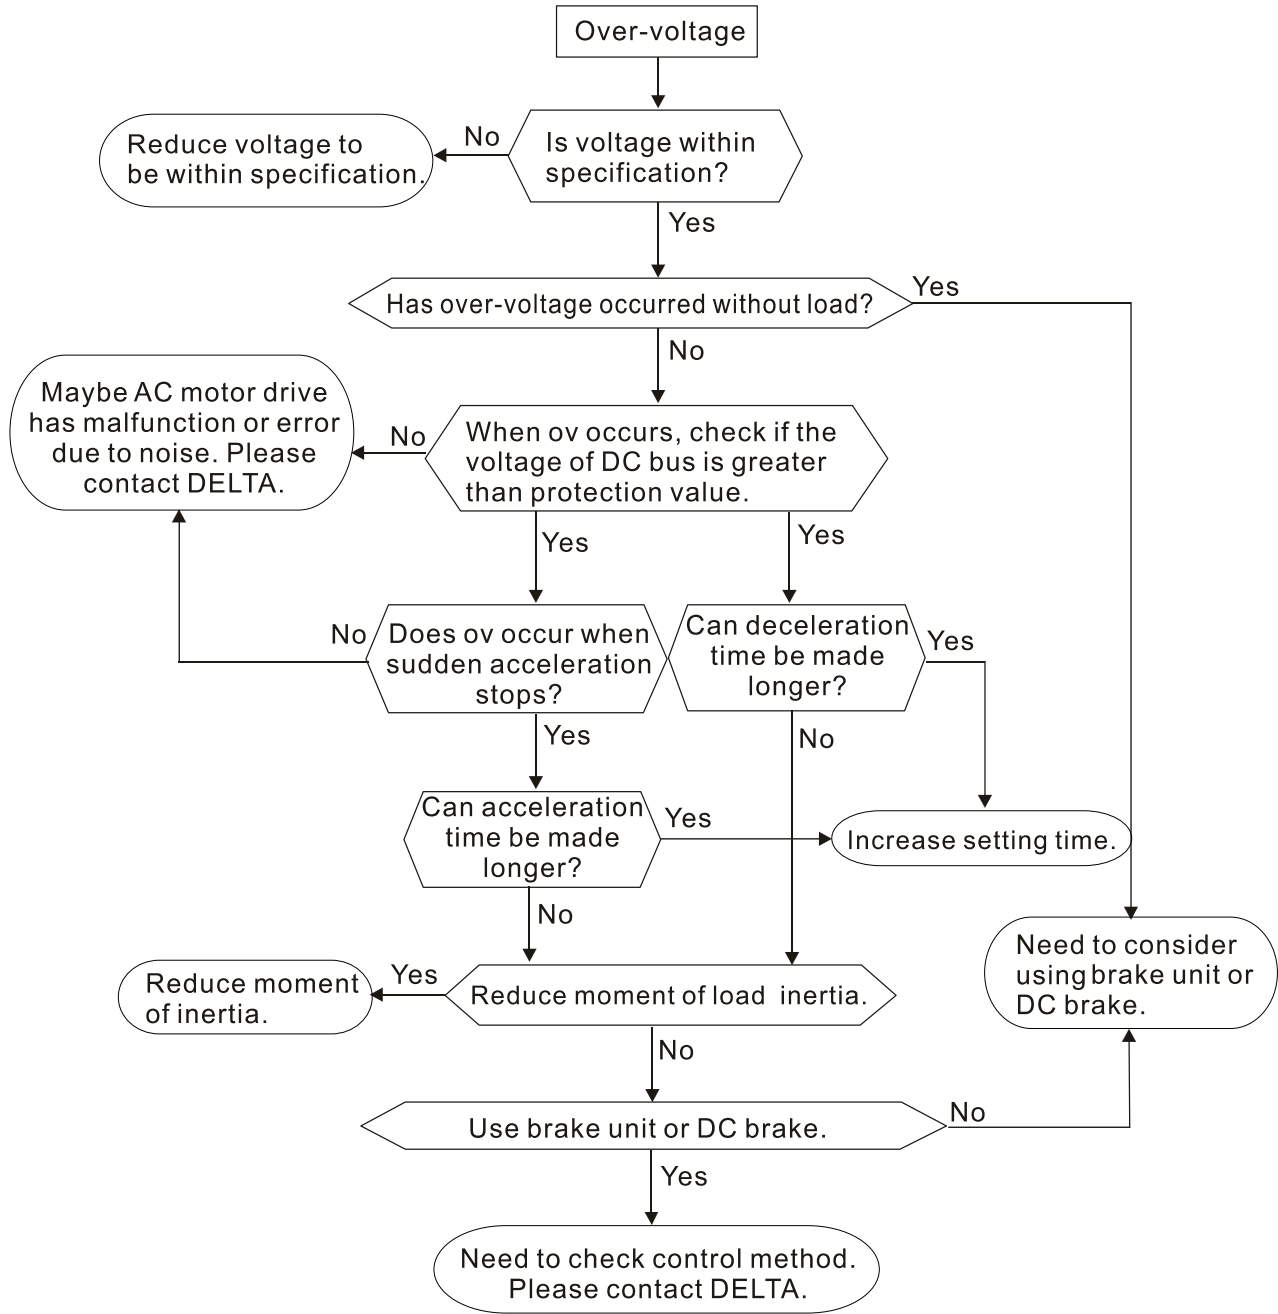 Over-voltage
No
Reduce voltage to
be within specification.
Is voltage within
specification?
Yes
Has over-voltage occurred without load?
Yes
No
Maybe AC motor drive
has malfunction or error
due to noise. Please
contact DELTA.
No
When ov occurs, check if the
voltage of DC bus is greater
than protection value.
Yes
Yes
No
Does ov occur when
sudden acceleration
stops?
Can deceleration
time be made
longer?
Yes
Yes
No
Can acceleration
time be made
longer?
Yes
Increase setting time.
No
Need to consider
using brake unit or
DC brake.
Reduce moment
of inertia.
Yes
Reduce moment of load inertia.
No
Use brake unit or DC brake.
No
Yes
Need to check control method.
Please contact DELTA.